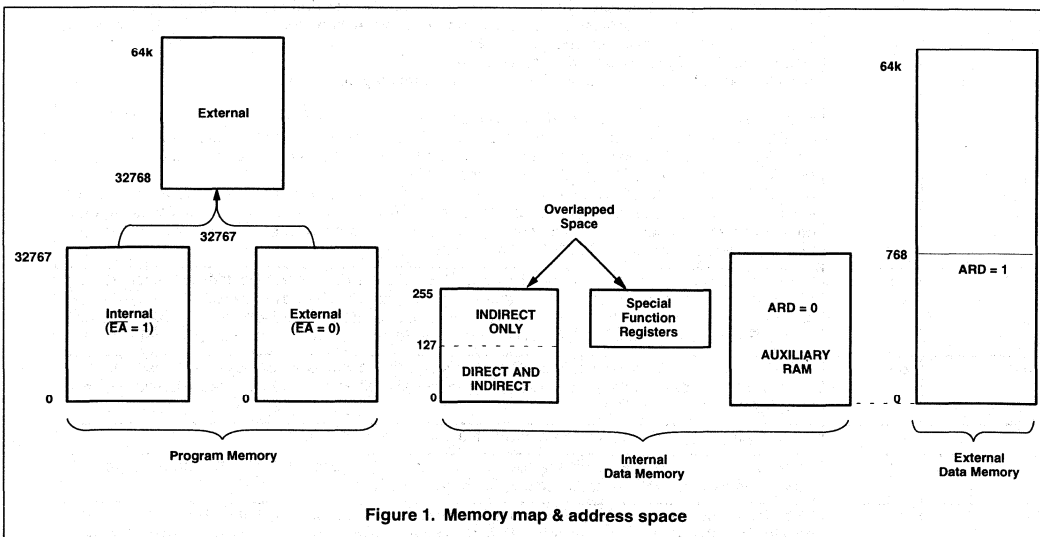 64k
External
32768
32767
32767
Internal
(EA = 1)
External
(EA = 0)
0
0
Program Memory
Overlapped
Space
255
INDIRECT
ONLY
127
DIRECT AND
INDIRECT
0
Special
Function
Registers
ARD = 0
AUXILIARY
RAM
Internal
Data Memory
64k
768
ARD = 1
0
External
Data Memory
Figure 1. Memory map & address space